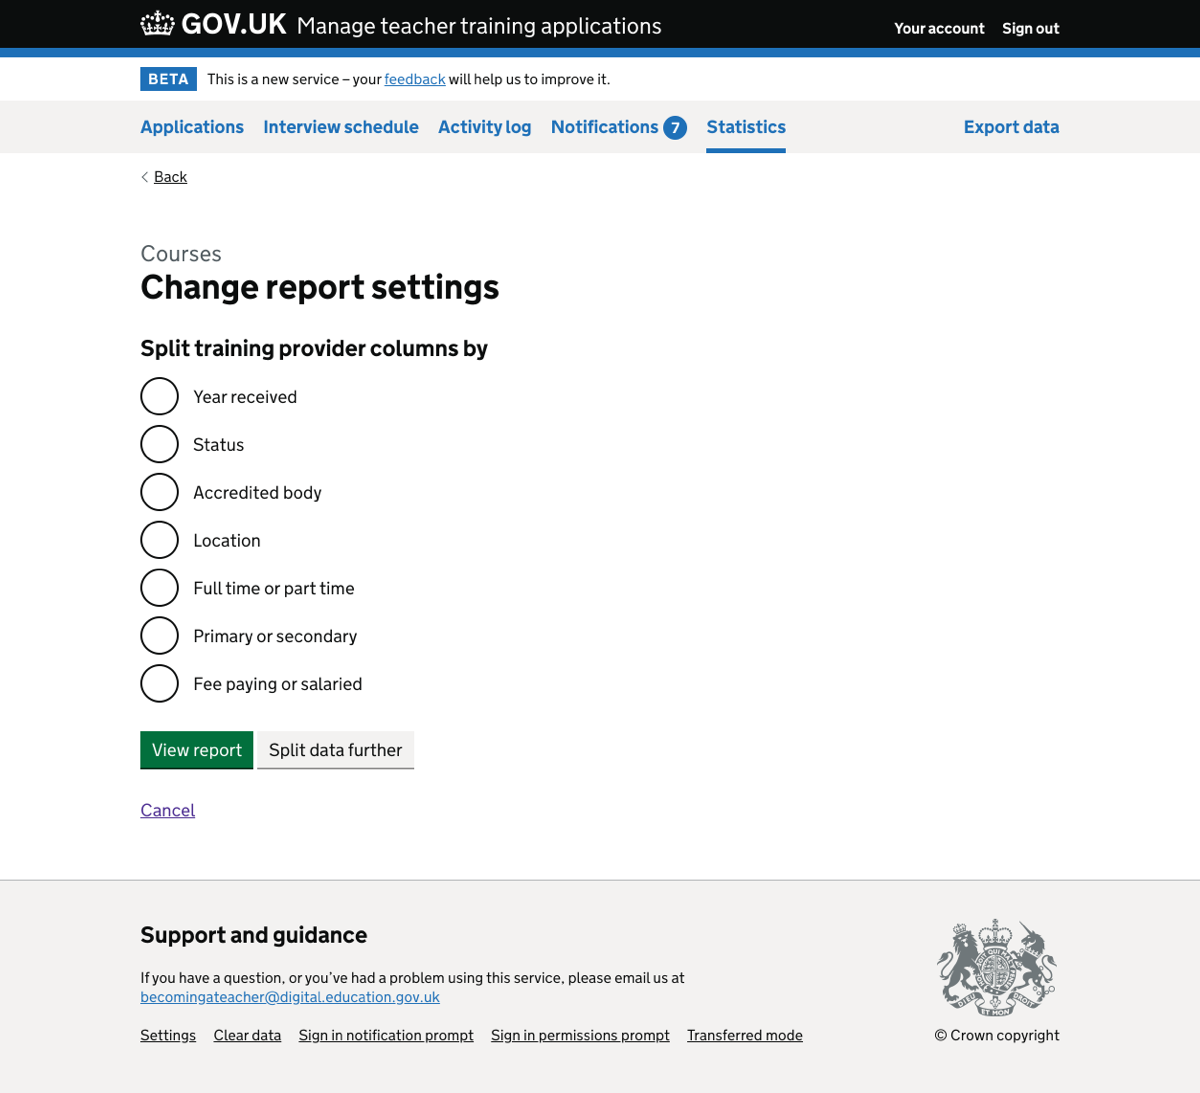 GOV.UK Manage teacher training applications
Your account Sign out
BETA This is a new service – your feedback will help us to improve it.
Applications Interview schedule Activity log Notifications 7 Statistics Export data
Back
Courses
Change report settings
Split training provider columns by
Year received
Status
Accredited body
Location
Full time or part time
Primary or secondary
Fee paying or salaried
View report Split data further
Cancel
Support and guidance
If you have a question, or you’ve had a problem using this service, please email us at
becomingateacher@digital.education.gov.uk
Settings Clear data Sign in notification prompt Sign in permissions prompt Transferred mode
DIEU ET MON DROIT
© Crown copyright